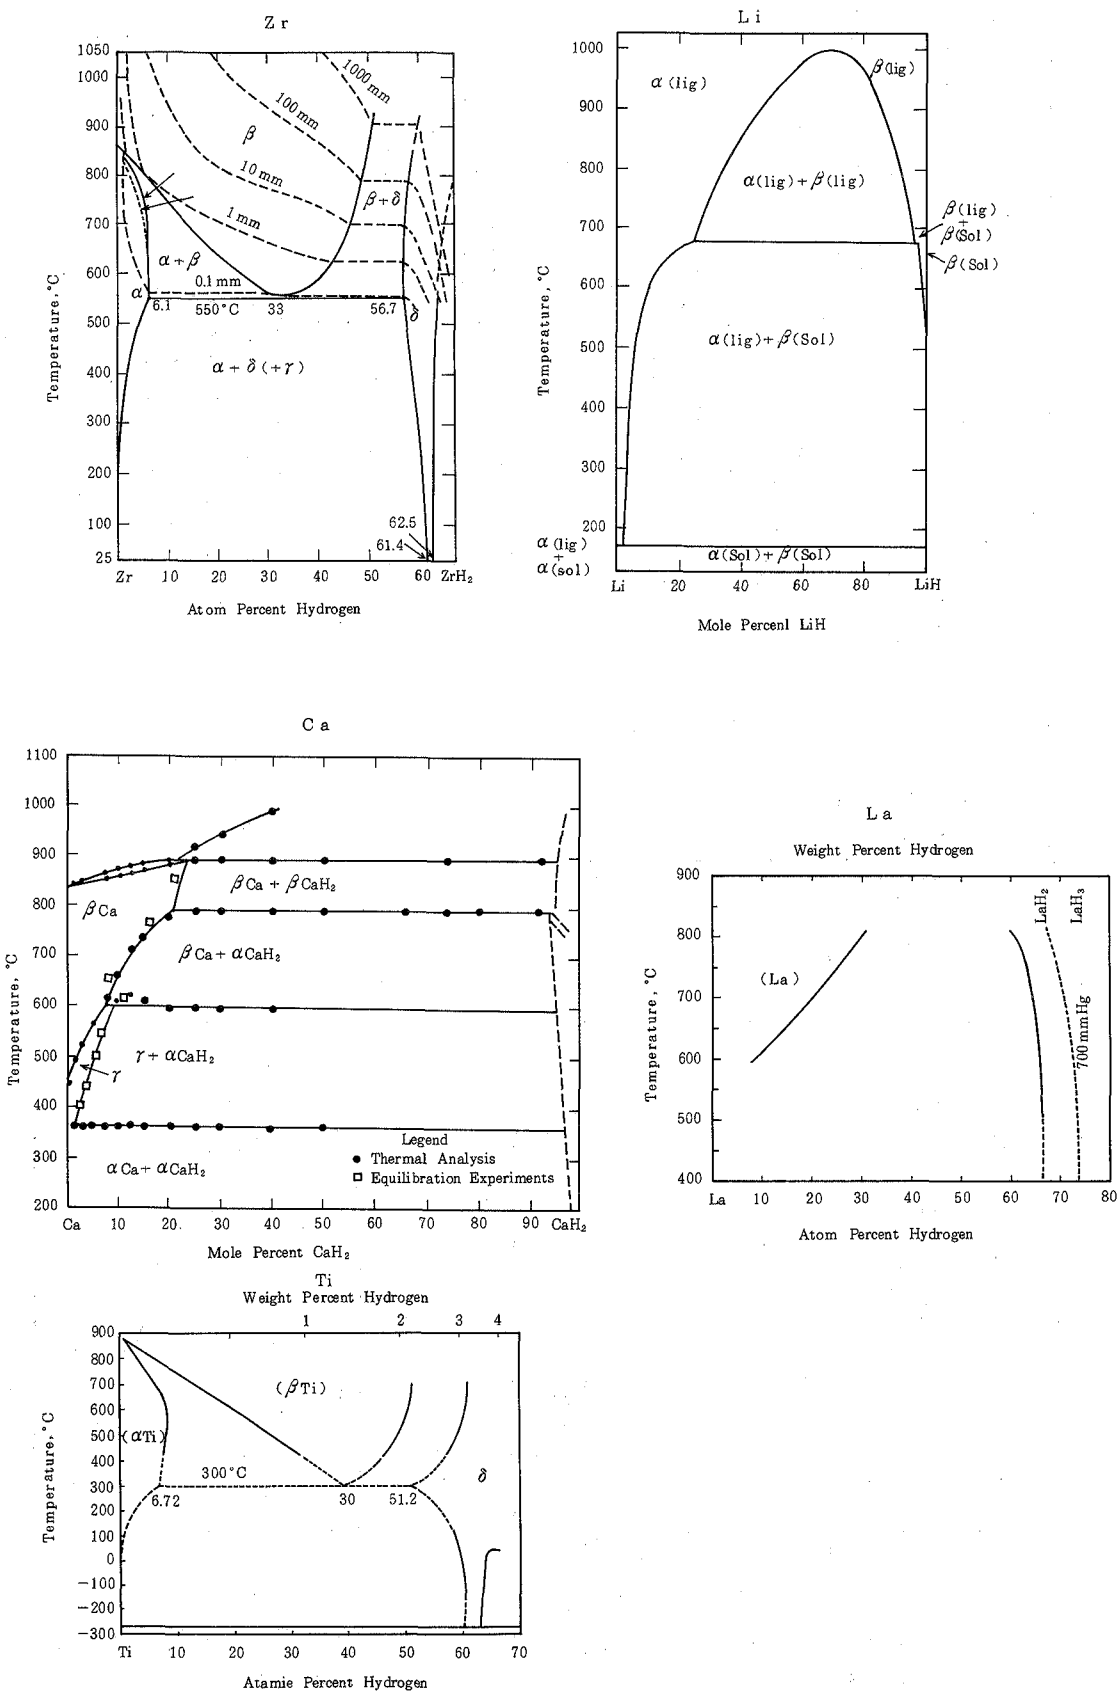 Zr
1050
1000
900
800
700
600
500
400
300
200
100
25
Temperature, °C
1000 mm
100 mm
β
10 mm
1 mm
β+δ
α+β
α
0.1 mm
6.1
550°C
33
56.7
δ
α + δ (+γ)
62.5
61.4
Zr 10 20 30 40 50 60 ZrH₂
Atom Percent Hydrogen
Li
1000
900
800
700
600
500
400
300
200
Temperature, °C
α (lig)
β(lig)
α(lig) + β(lig)
β(lig)
+
β(Sol)
β(Sol)
α(lig) + β(Sol)
α (lig)
+
α(sol)
α(Sol) + β(Sol)
Li 20 40 60 80 LiH
Mole Percenl LiH
Ca
1100
1000
900
800
700
600
500
400
300
200
Temperature, °C
βCa + βCaH₂
βCa
βCa + αCaH₂
γ + αCaH₂
γ
Legend
● Thermal Analysis
□ Equilibration Experiments
αCa + αCaH₂
Ca 10 20 30 40 50 60 70 80 90 CaH₂
Mole Percent CaH₂
La
Weight Percent Hydrogen
900
800
700
600
500
400
Temperature, °C
LaH₂
LaH₃
(La)
700 mmHg
La 10 20 30 40 50 60 70 80
Atom Percent Hydrogen
Ti
Weight Percent Hydrogen
1 2 3 4
900
800
700
600
500
400
300
200
100
0
−100
−200
−300
Temperature, °C
(βTi)
(αTi)
300°C
δ
6.72
30
51.2
Ti 10 20 30 40 50 60 70
Atamie Percent Hydrogen